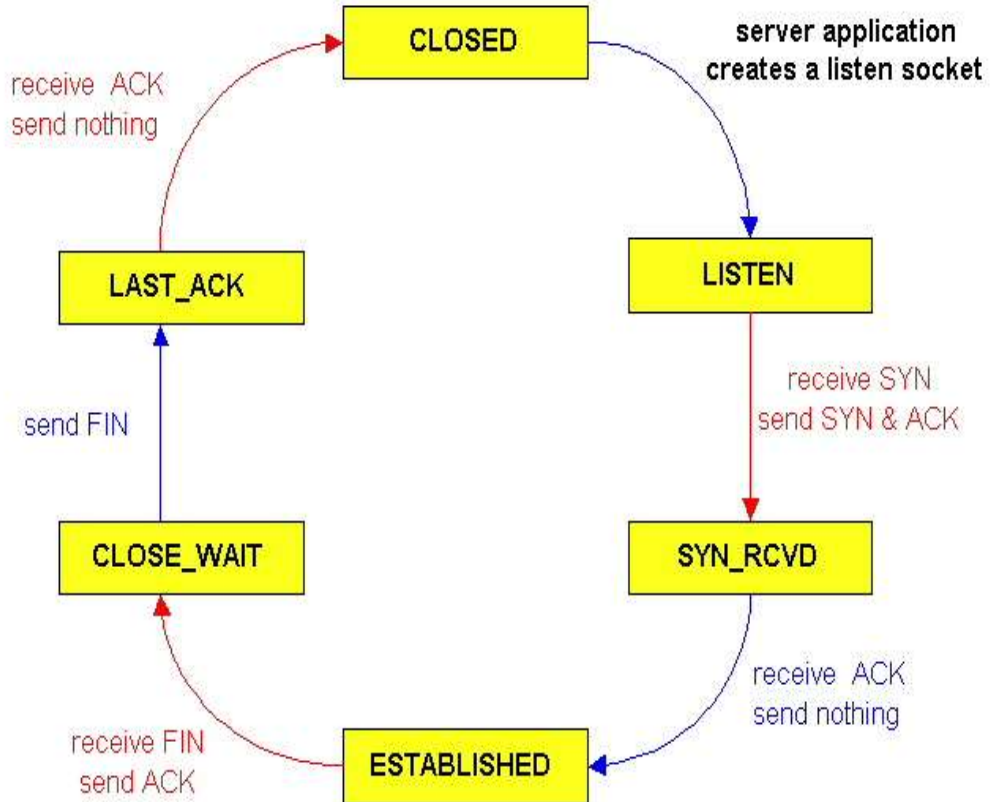 CLOSED
server application
creates a listen socket
receive ACK
send nothing
LAST_ACK
LISTEN
receive SYN
send SYN & ACK
send FIN
CLOSE_WAIT
SYN_RCVD
receive ACK
send nothing
receive FIN
send ACK
ESTABLISHED